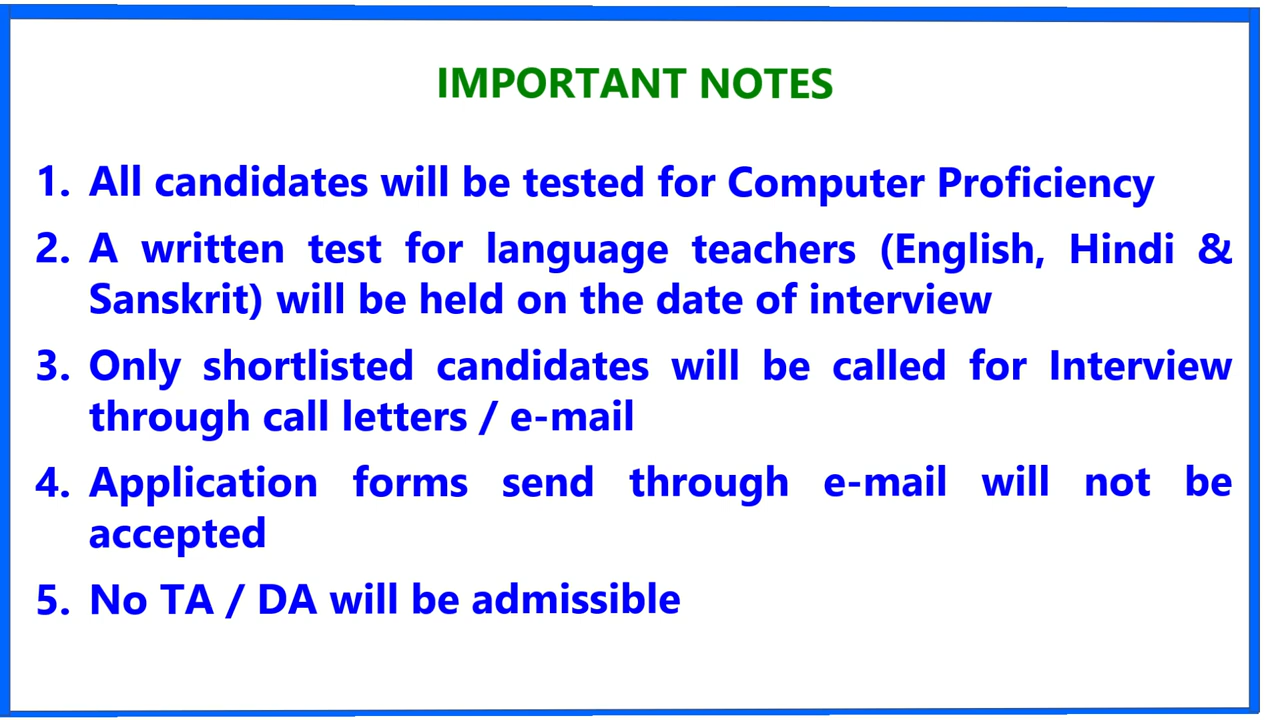 IMPORTANT NOTES
1. All candidates will be tested for Computer Proficiency
2. A written test for language teachers (English, Hindi &
Sanskrit) will be held on the date of interview
3. Only shortlisted candidates will be called for Interview
through call letters / e-mail
4. Application forms send through e-mail will not be
accepted
5. No TA / DA will be admissible